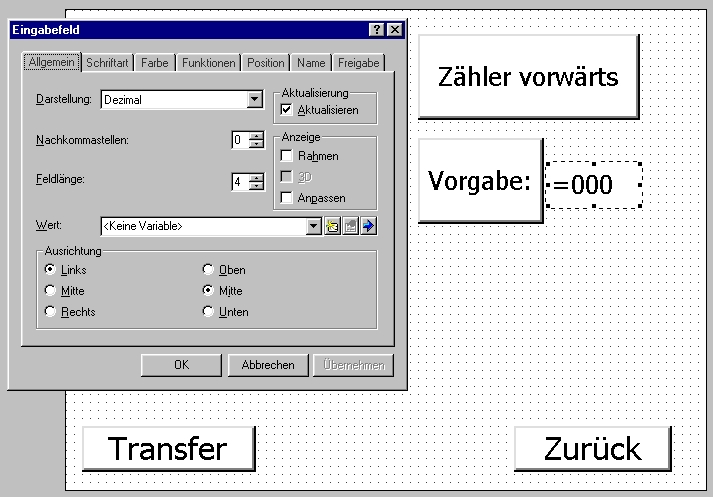 Eingabefeld
Allgemein Schriftart Farbe Funktionen Position Name Freigabe
Darstellung: Dezimal
Aktualisierung
Aktualisieren
Nachkommastellen: 0
Anzeige
Rahmen
Feldlänge: 4
3D
Anpassen
Wert: <Keine Variable>
Ausrichtung
Links Oben
Mitte Mitte
Rechts Unten
OK Abbrechen Übernehmen
Zähler vorwärts
Vorgabe: =000
Transfer Zurück